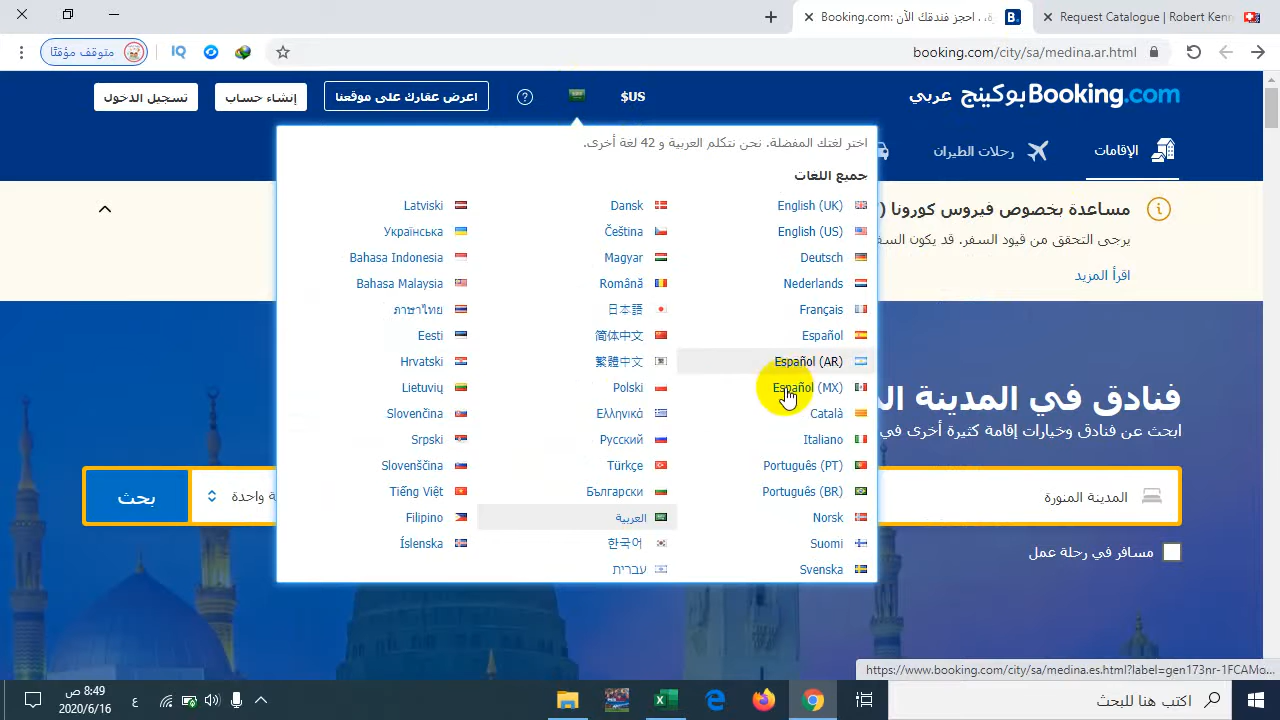 Booking.com: احجز فندقك الآن ، .ة
Request Catalogue | Robert Kenn
متوقف مؤقتًا
booking.com/city/sa/medina.ar.html
Booking.com بوكينج عربي
$US
اعرض عقارك على موقعنا
إنشاء حساب
تسجيل الدخول
الإقامات
رحلات الطيران
اختر لغتك المفضلة. نحن نتكلم العربية و 42 لغة أخرى.
جميع اللغات
English (UK)
English (US)
Deutsch
Nederlands
Français
Español
Español (AR)
Español (MX)
Català
Italiano
Português (PT)
Português (BR)
Norsk
Suomi
Svenska
Dansk
Čeština
Magyar
Română
日本語
简体中文
繁體中文
Polski
Ελληνικά
Русский
Türkçe
Български
العربية
한국어
עברית
Latviski
Українська
Bahasa Indonesia
Bahasa Malaysia
ภาษาไทย
Eesti
Hrvatski
Lietuvių
Slovenčina
Srpski
Slovenščina
Tiếng Việt
Filipino
Íslenska
مساعدة بخصوص فيروس كورونا (
يرجى التحقق من قيود السفر. قد يكون السف
اقرأ المزيد
فنادق في المدينة الم
ابحث عن فنادق وخيارات إقامة كثيرة أخرى في
المدينة المنورة
ة واحدة
بحث
مسافر في رحلة عمل
https://www.booking.com/city/sa/medina.es.html?label=gen173nr-1FCAMo...
اكتب هنا للبحث
ع
8:49 ص
2020/6/16